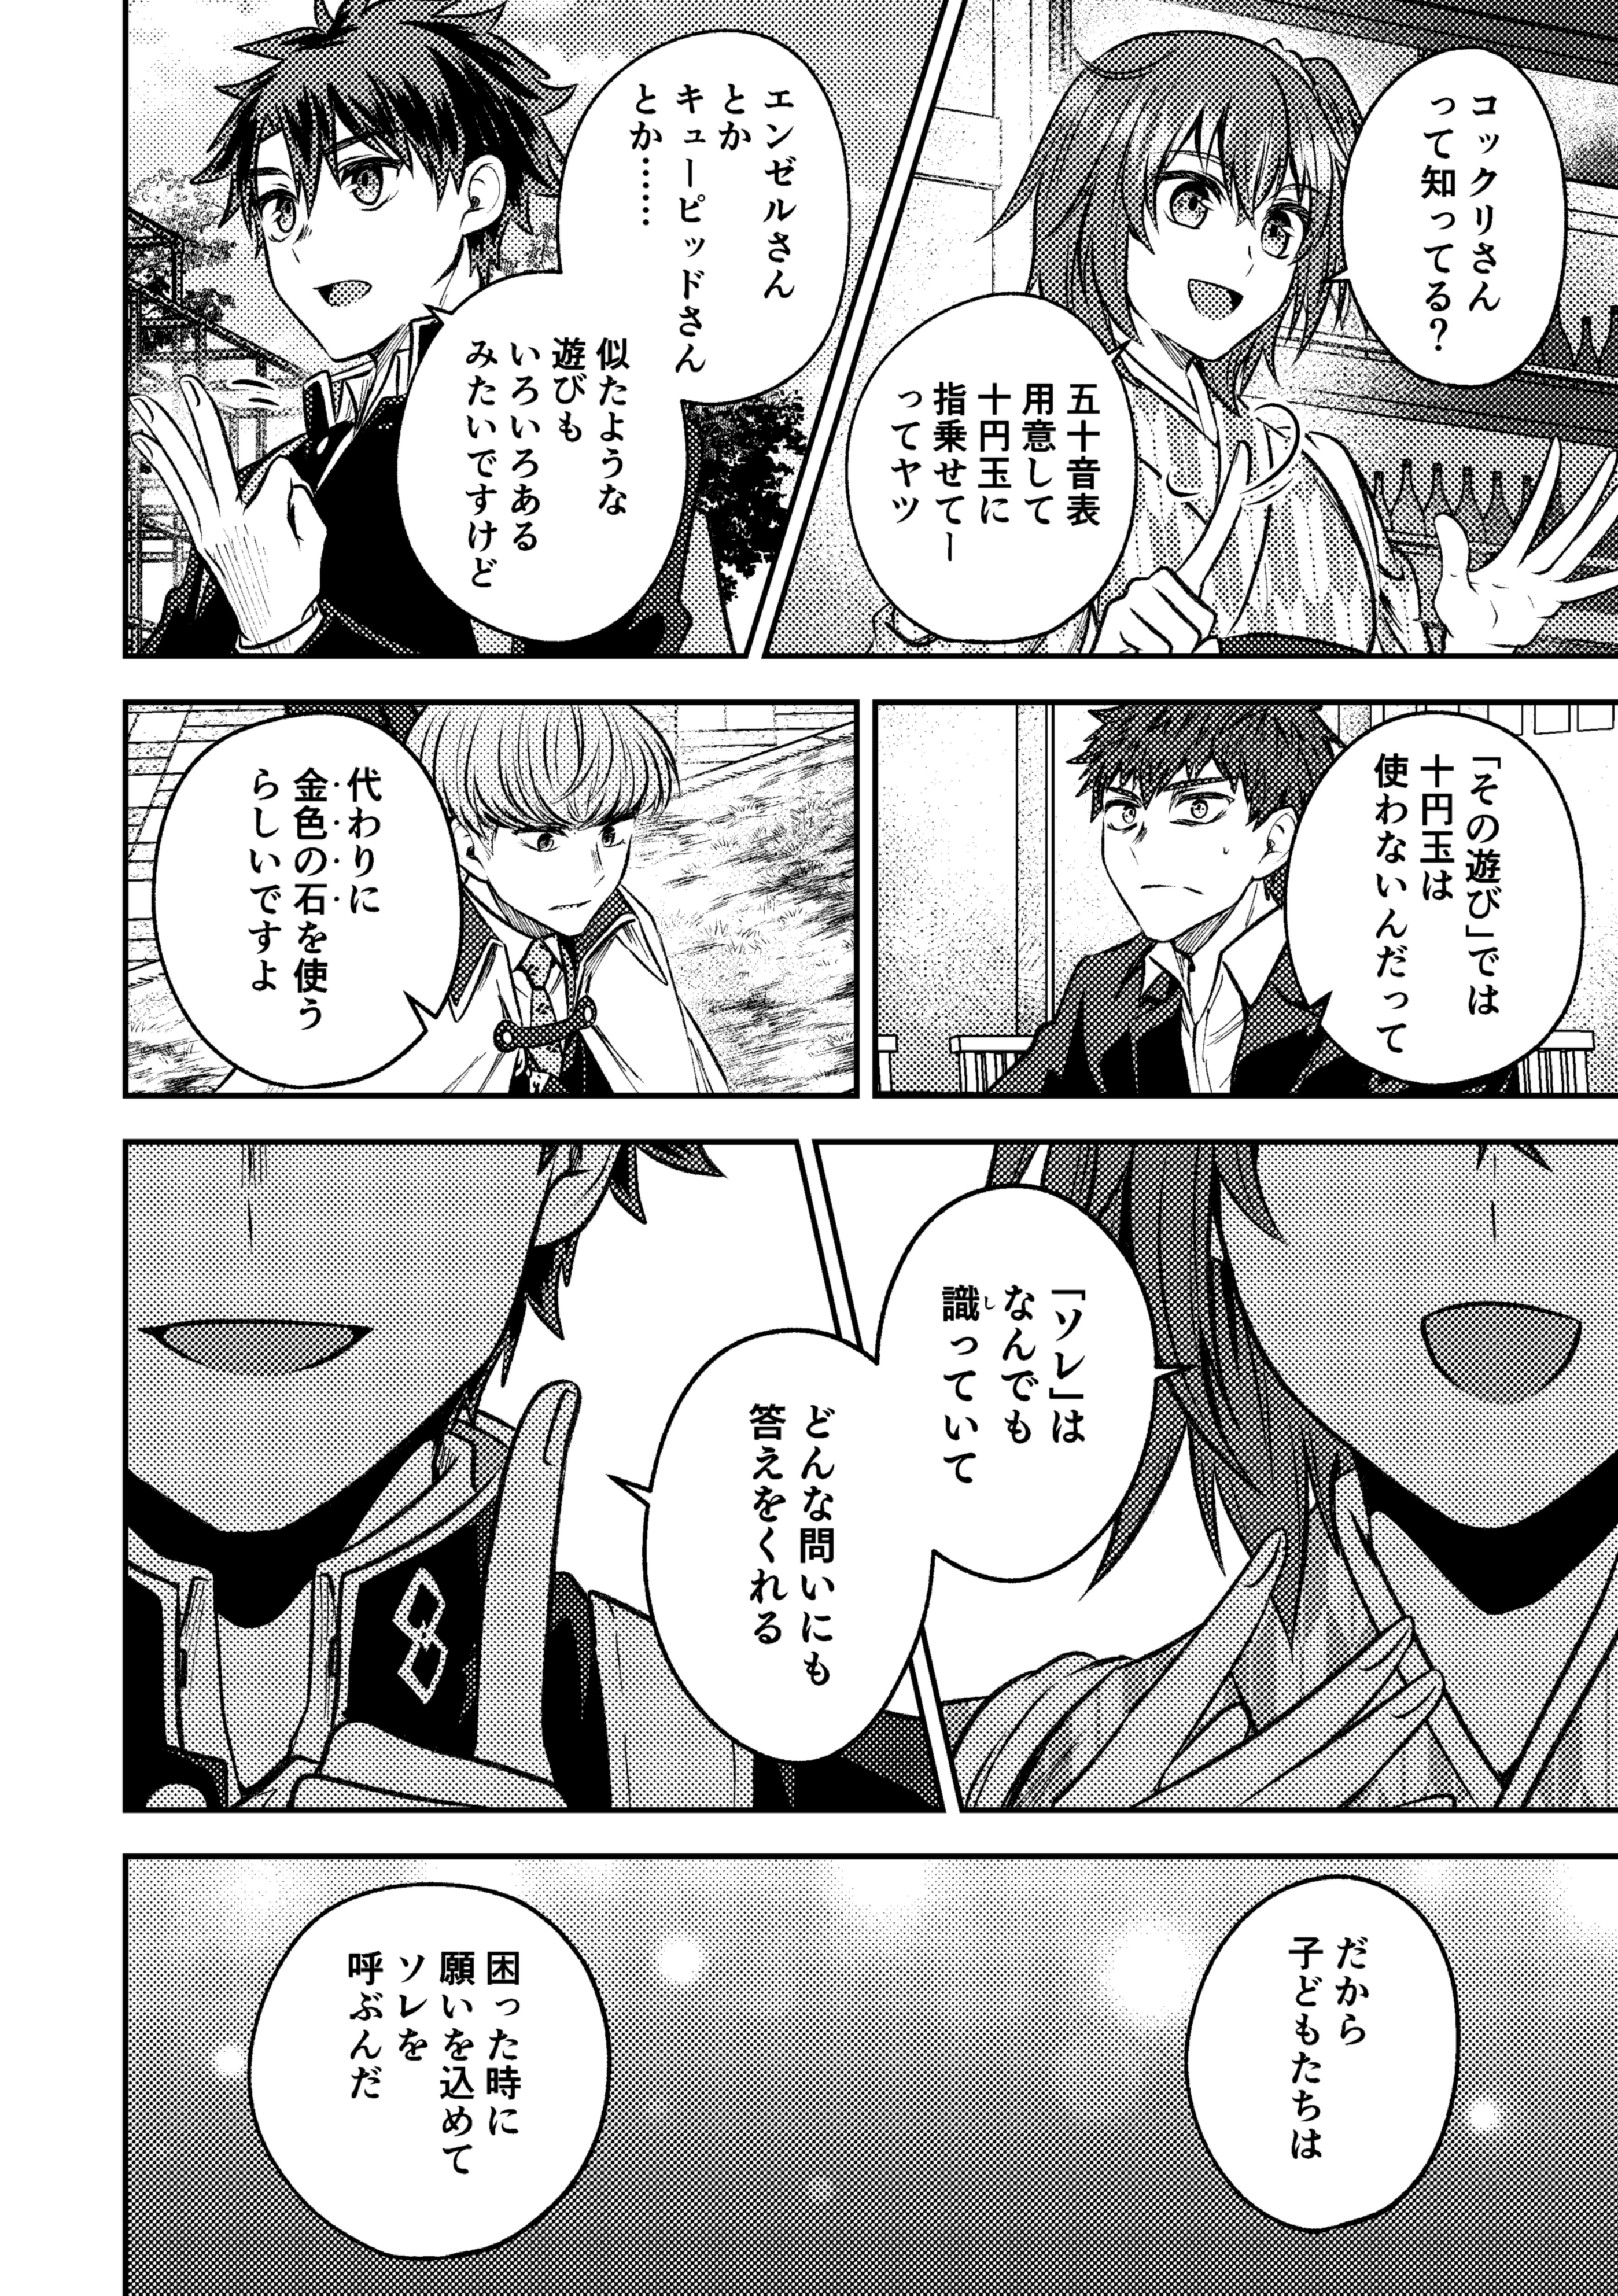 コックリさん
って知ってる？
五十音表
用意して
十円玉に
指乗せてー
ってヤツ
エンゼルさん
とか
キューピッドさん
とか……
似たような
遊びも
いろいろある
みたいですけど
「その遊び」では
十円玉は
使わないんだって
代わりに
金色の石を使う
らしいですよ
「ソレ」は
なんでも
識っていて
し
どんな問いにも
答えをくれる
だから
子どもたちは
困った時に
願いを込めて
ソレを
呼ぶんだ